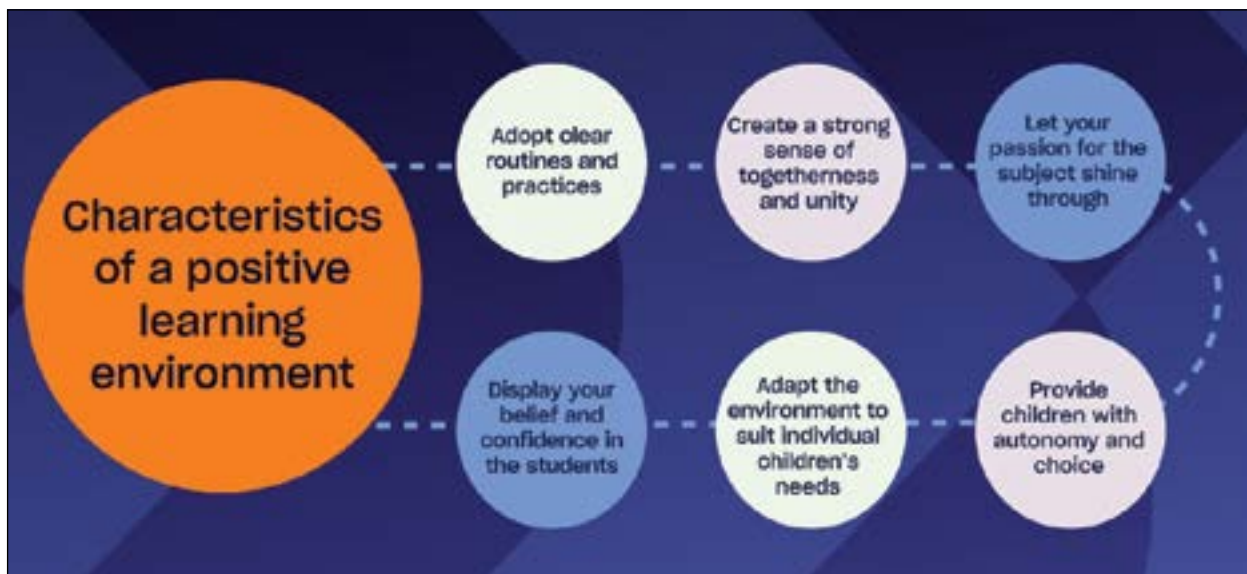 Characteristics
of a positive
learning
environment
Adopt clear
routines and
practices
Create a strong
sense of
togetherness
and unity
Let your
passion for the
subject shine
through
Provide
children with
autonomy and
choice
Adapt the
environment to
suit individual
children's
needs
Display your
belief and
confidence in
the students